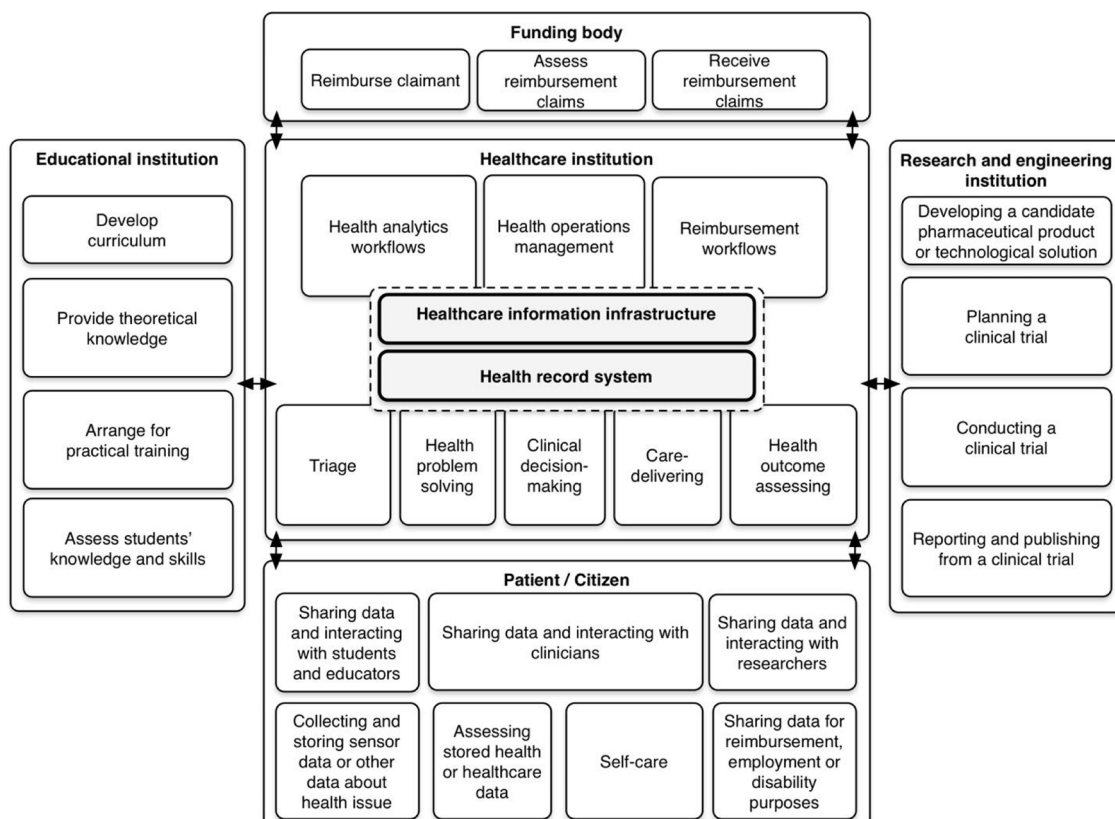 Funding body
Reimburse claimant
Assess
reimbursement
claims
Receive
reimbursement
claims
Educational institution
Develop
curriculum
Provide theoretical
knowledge
Arrange for
practical training
Assess students’
knowledge and skills
Healthcare institution
Health analytics
workflows
Health operations
management
Reimbursement
workflows
Healthcare information infrastructure
Health record system
Triage
Health
problem
solving
Clinical
decision-
making
Care-
delivering
Health
outcome
assessing
Research and engineering
institution
Developing a candidate
pharmaceutical product
or technological solution
Planning a
clinical trial
Conducting a
clinical trial
Reporting and publishing
from a clinical trial
Patient / Citizen
Sharing data
and interacting
with students
and educators
Sharing data and interacting with
clinicians
Sharing data and
interacting with
researchers
Collecting and
storing sensor
data or other
data about
health issue
Assessing
stored health
or healthcare
data
Self-care
Sharing data for
reimbursement,
employment or
disability
purposes